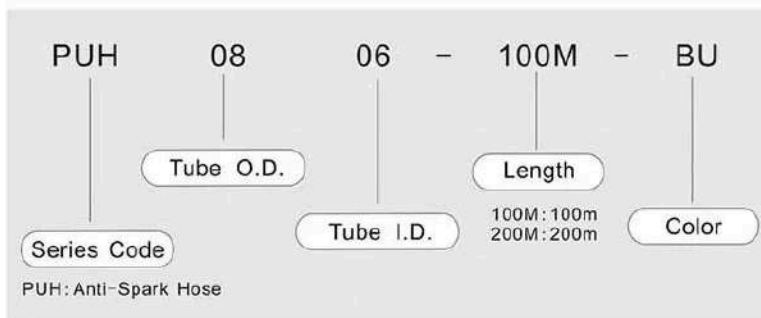 PUH 08 06 - 100M - BU
Tube O.D.
Length
100M:100m
200M:200m
Tube I.D.
Color
Series Code
PUH:Anti-Spark Hose